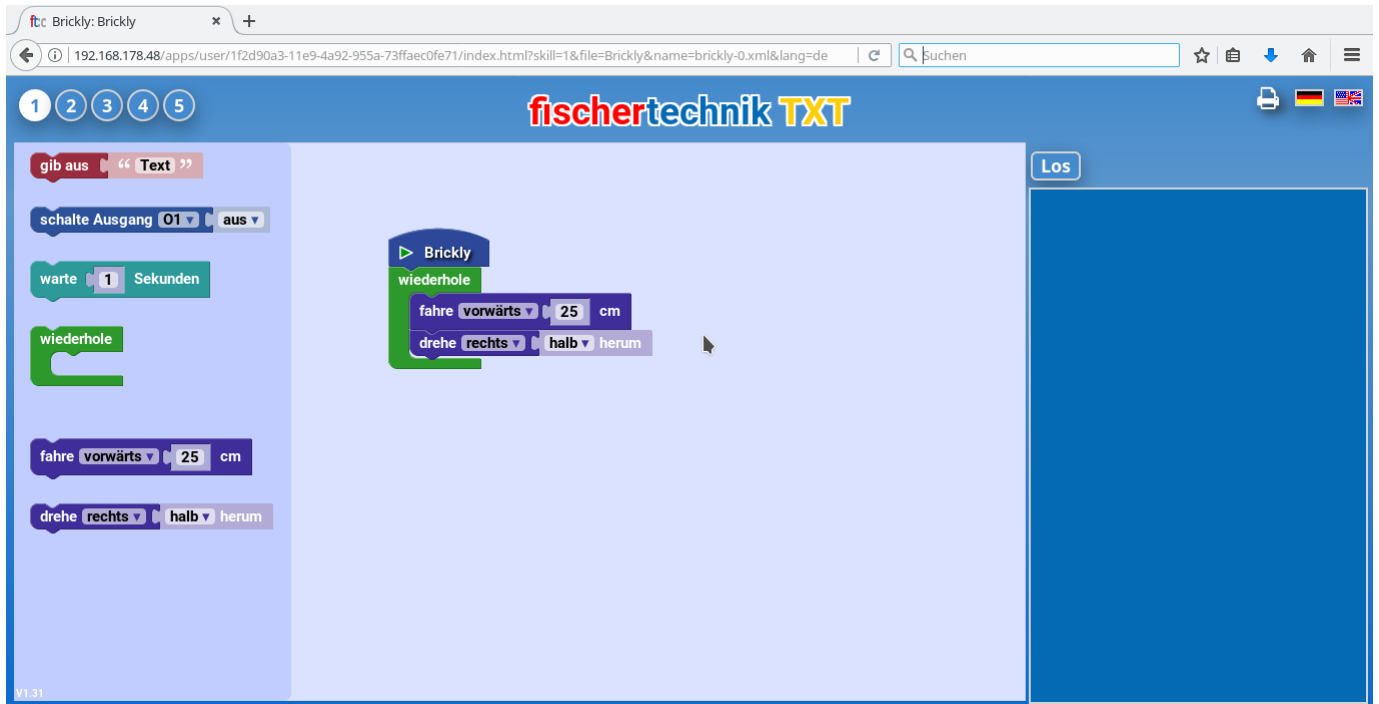 ftc Brickly: Brickly × +
192.168.178.48/apps/user/1f2d90a3-11e9-4a92-955a-73ffaec0fe71/index.html?skill=1&file=Brickly&name=brickly-0.xml&lang=de
Suchen
1 2 3 4 5
fischertechnik TXT
gib aus “ Text ”
schalte Ausgang O1 ▾ aus ▾
warte 1 Sekunden
wiederhole
fahre vorwärts ▾ 25 cm
drehe rechts ▾ halb ▾ herum
V1.31
Brickly
wiederhole
fahre vorwärts ▾ 25 cm
drehe rechts ▾ halb ▾ herum
Los